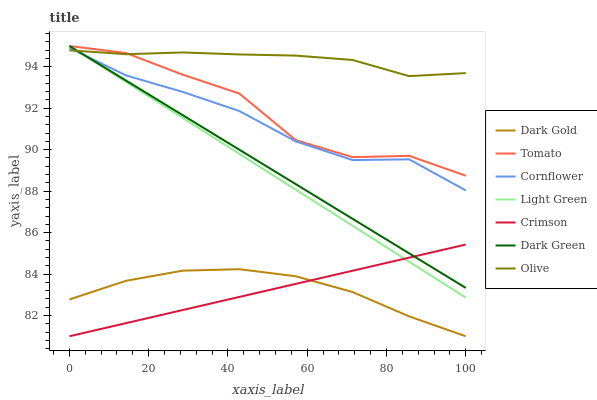 title
yaxis_label
94
92
90
88
86
84
82
0
20
40
60
80
100
xaxis_label
Dark Gold
Tomato
Cornflower
Light Green
Crimson
Dark Green
Olive